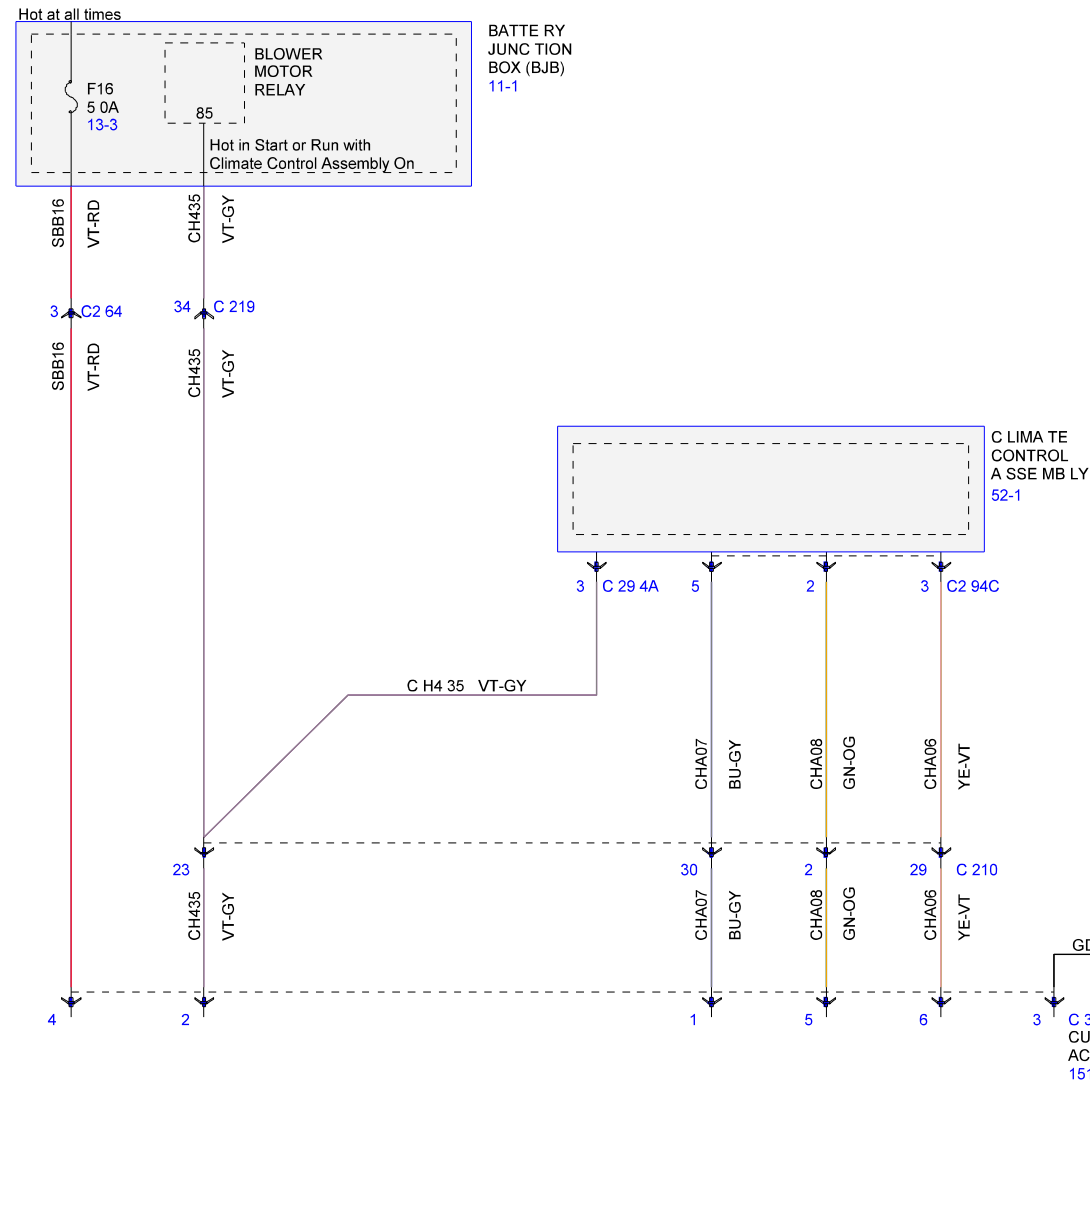 Hot at all times
BATTE RY
JUNC TION
BOX (BJB)
11-1
BLOWER
MOTOR
RELAY
F16
5 0A
13-3
85
Hot in Start or Run with
Climate Control Assembly On
SBB16
VT-RD
CH435
VT-GY
3
C2 64
34
C 219
SBB16
VT-RD
CH435
VT-GY
C LIMA TE
CONTROL
A SSE MB LY
52-1
3
C 29 4A
5
2
3
C2 94C
C H4 35 VT-GY
CHA07
BU-GY
CHA08
GN-OG
CHA06
YE-VT
23
30
2
29
C 210
CH435
VT-GY
CHA07
BU-GY
CHA08
GN-OG
CHA06
YE-VT
4
2
1
5
6
3
C 3
CU
AC
151